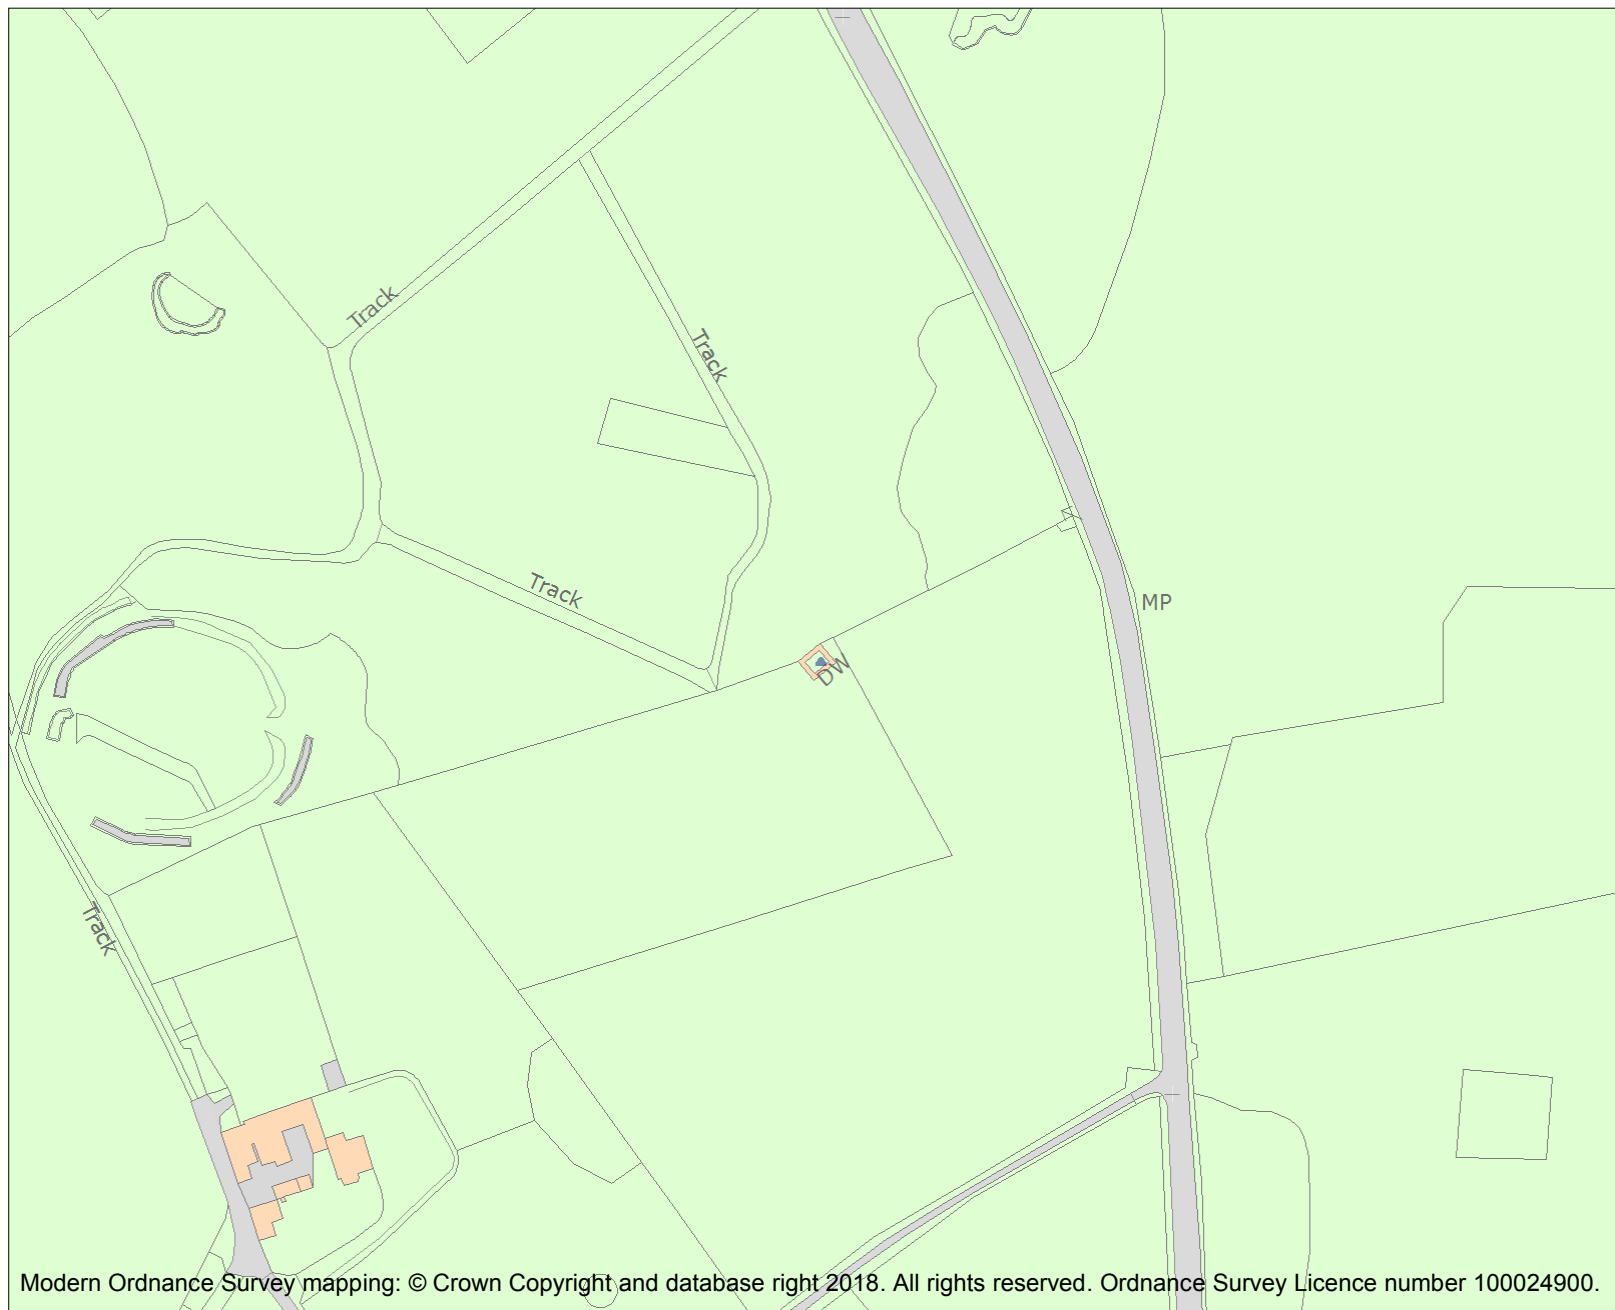 Track
Track
Track
MP
DW
Track
Modern Ordnance Survey mapping: © Crown Copyright and database right 2018. All rights reserved. Ordnance Survey Licence number 100024900.